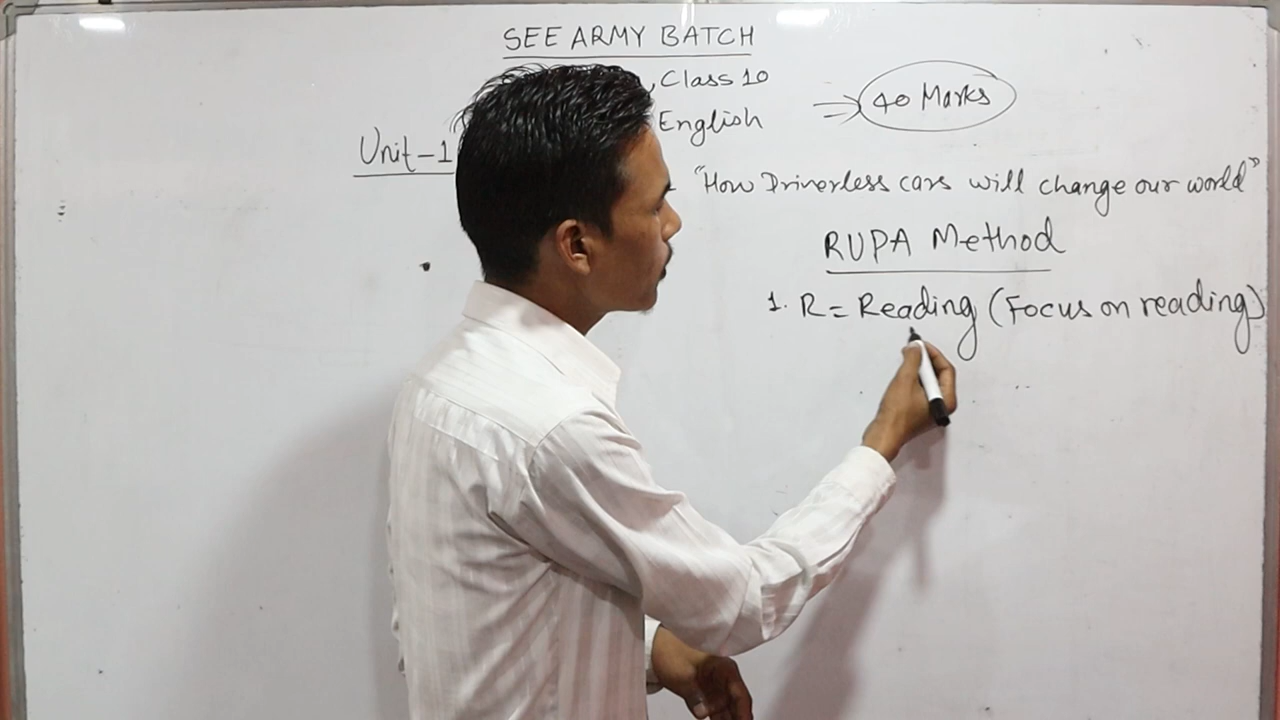 SEE ARMY BATCH
Class 10
English
40 Marks
Unit-1
"How Driverless cars will change our world"
RUPA Method
1. R = Reading (Focus on reading)